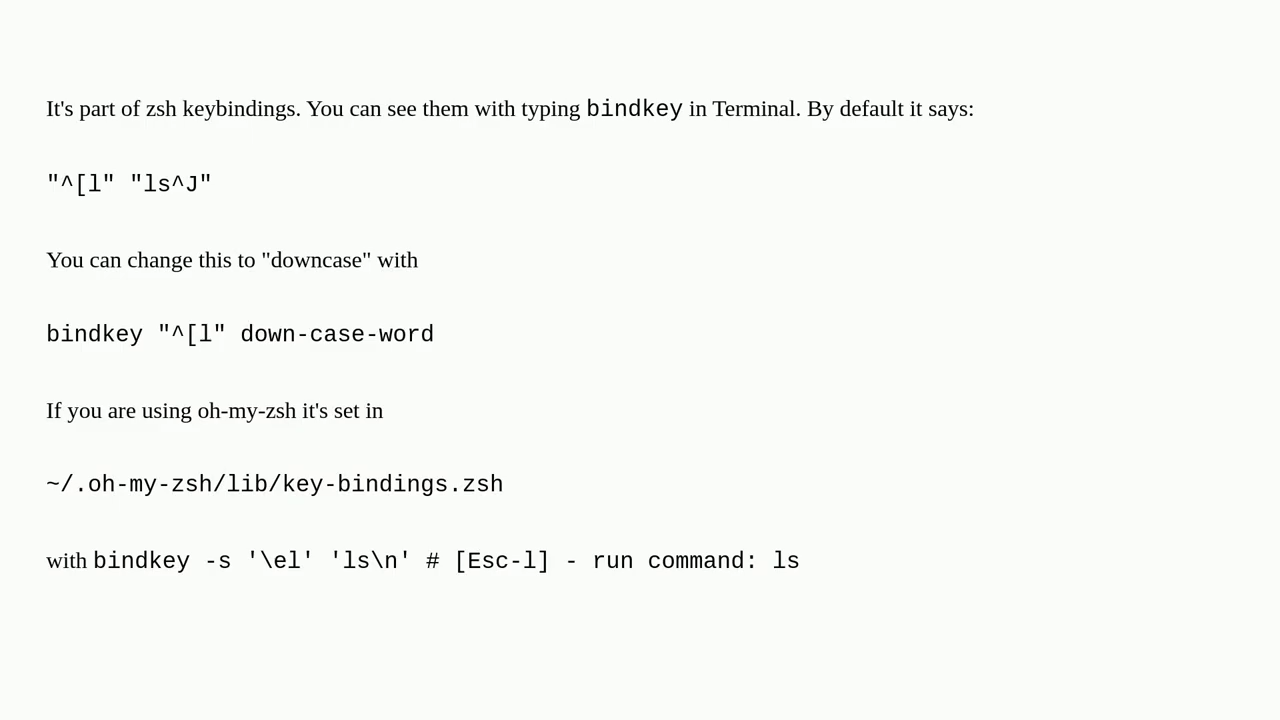 It's part of zsh keybindings. You can see them with typing bindkey in Terminal. By default it says:
"^[l" "ls^J"
You can change this to "downcase" with
bindkey "^[l" down-case-word
If you are using oh-my-zsh it's set in
~/.oh-my-zsh/lib/key-bindings.zsh
with bindkey -s '\el' 'ls\n' # [Esc-l] - run command: ls